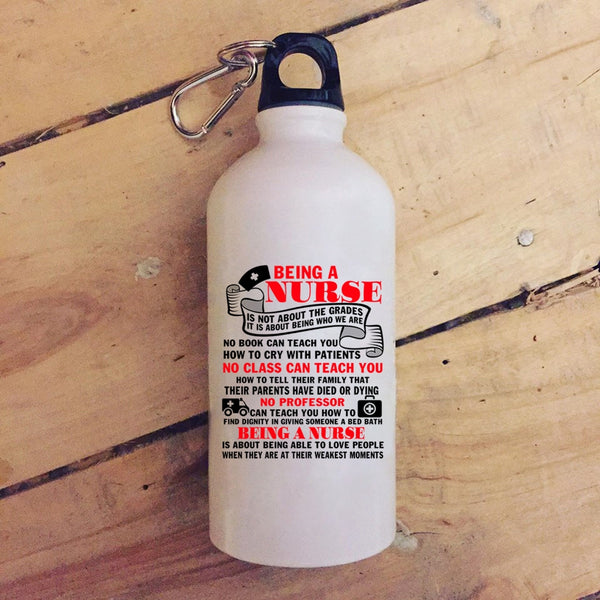 BEING A
NURSE
IS NOT ABOUT THE GRADES
IT IS ABOUT BEING WHO WE ARE
NO BOOK CAN TEACH YOU
HOW TO CRY WITH PATIENTS
NO CLASS CAN TEACH YOU
HOW TO TELL THEIR FAMILY THAT
THEIR PARENTS HAVE DIED OR DYING
NO PROFESSOR
CAN TEACH YOU HOW TO
FIND DIGNITY IN GIVING SOMEONE A BED BATH
BEING A NURSE
IS ABOUT BEING ABLE TO LOVE PEOPLE
WHEN THEY ARE AT THEIR WEAKEST MOMENTS